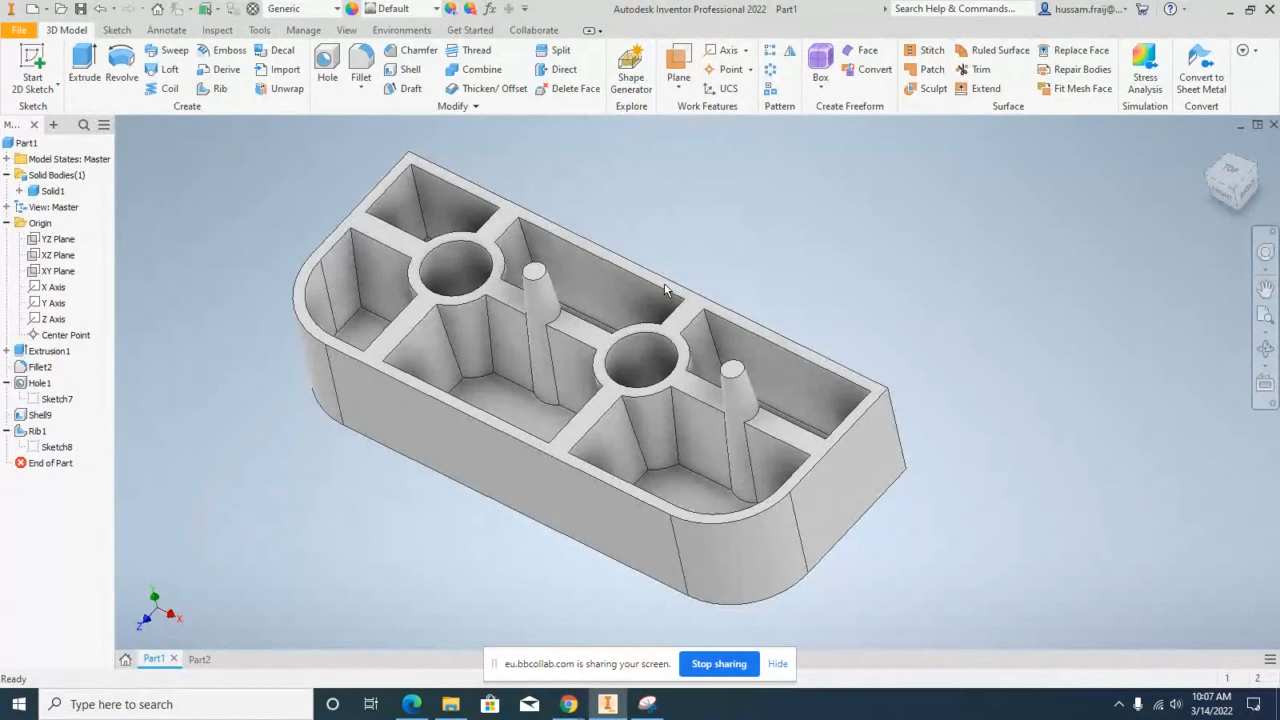 Generic
Default
Autodesk Inventor Professional 2022 Part1
Search Help & Commands...
hussam.fraij@...
File 3D Model Sketch Annotate Inspect Tools Manage View Environments Get Started Collaborate
Start
2D Sketch
Extrude
Revolve
Sweep
Loft
Coil
Emboss
Derive
Rib
Decal
Import
Unwrap
Hole
Fillet
Chamfer
Shell
Draft
Thread
Combine
Thicken/ Offset
Split
Direct
Delete Face
Shape
Generator
Plane
Axis
Point
UCS
Box
Face
Convert
Stitch
Patch
Sculpt
Ruled Surface
Trim
Extend
Replace Face
Repair Bodies
Fit Mesh Face
Stress
Analysis
Convert to
Sheet Metal
Sketch Create Modify Explore Work Features Pattern Create Freeform Surface Simulation Convert
M...
Part1
Model States: Master
Solid Bodies(1)
Solid1
View: Master
Origin
YZ Plane
XZ Plane
XY Plane
X Axis
Y Axis
Z Axis
Center Point
Extrusion1
Fillet2
Hole1
Sketch7
Shell9
Rib1
Sketch8
End of Part
TOP
Y
X
Z
Part1 Part2
eu.bbcollab.com is sharing your screen. Stop sharing Hide
Ready 1 2
Type here to search
10:07 AM
3/14/2022